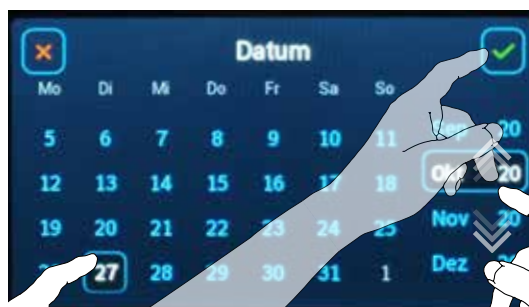 Datum
Mo Di Mi Do Fr Sa So
5 6 7 8 9 10 11 Sep 20
12 13 14 15 16 17 18 Okt 20
19 20 21 22 23 24 25 Nov 20
27 28 29 30 31 1 Dez